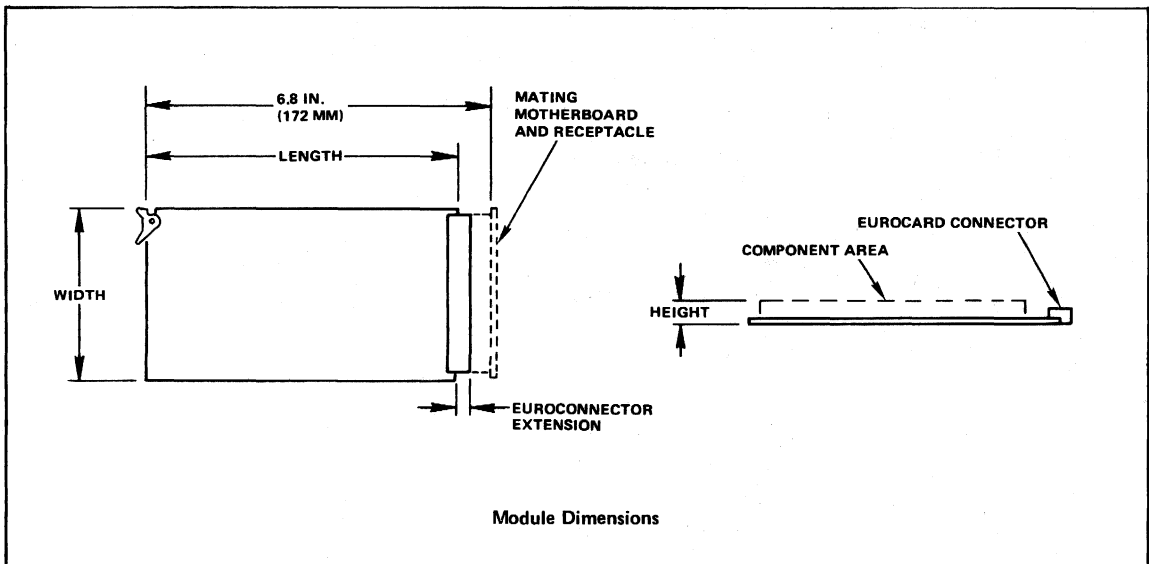 6.8 IN.
(172 MM)
LENGTH
MATING
MOTHERBOARD
AND RECEPTACLE
WIDTH
EUROCONNECTOR
EXTENSION
EUROCARD CONNECTOR
COMPONENT AREA
HEIGHT
Module Dimensions